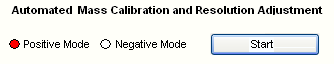 Automated Mass Calibration and Resolution Adjustment
Positive Mode Negative Mode Start